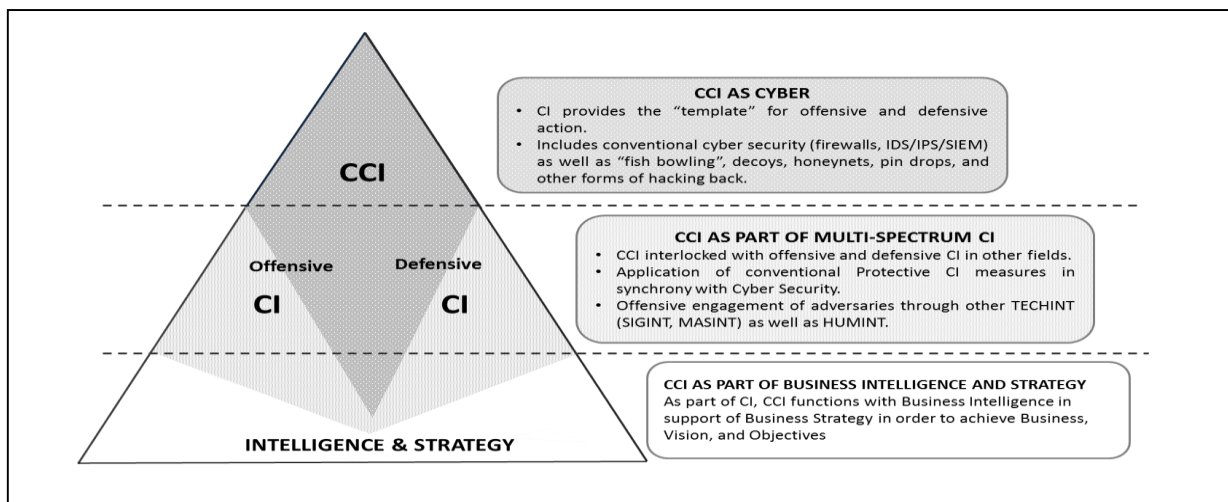 CCI
Offensive
Defensive
CI
CI
INTELLIGENCE & STRATEGY
CCI AS CYBER
• CI provides the “template” for offensive and defensive
action.
• Includes conventional cyber security (firewalls, IDS/IPS/SIEM)
as well as “fish bowling”, decoys, honeynets, pin drops, and
other forms of hacking back.
CCI AS PART OF MULTI-SPECTRUM CI
• CCI interlocked with offensive and defensive CI in other fields.
• Application of conventional Protective CI measures in
synchrony with Cyber Security.
• Offensive engagement of adversaries through other TECHINT
(SIGINT, MASINT) as well as HUMINT.
CCI AS PART OF BUSINESS INTELLIGENCE AND STRATEGY
As part of CI, CCI functions with Business Intelligence in
support of Business Strategy in order to achieve Business,
Vision, and Objectives